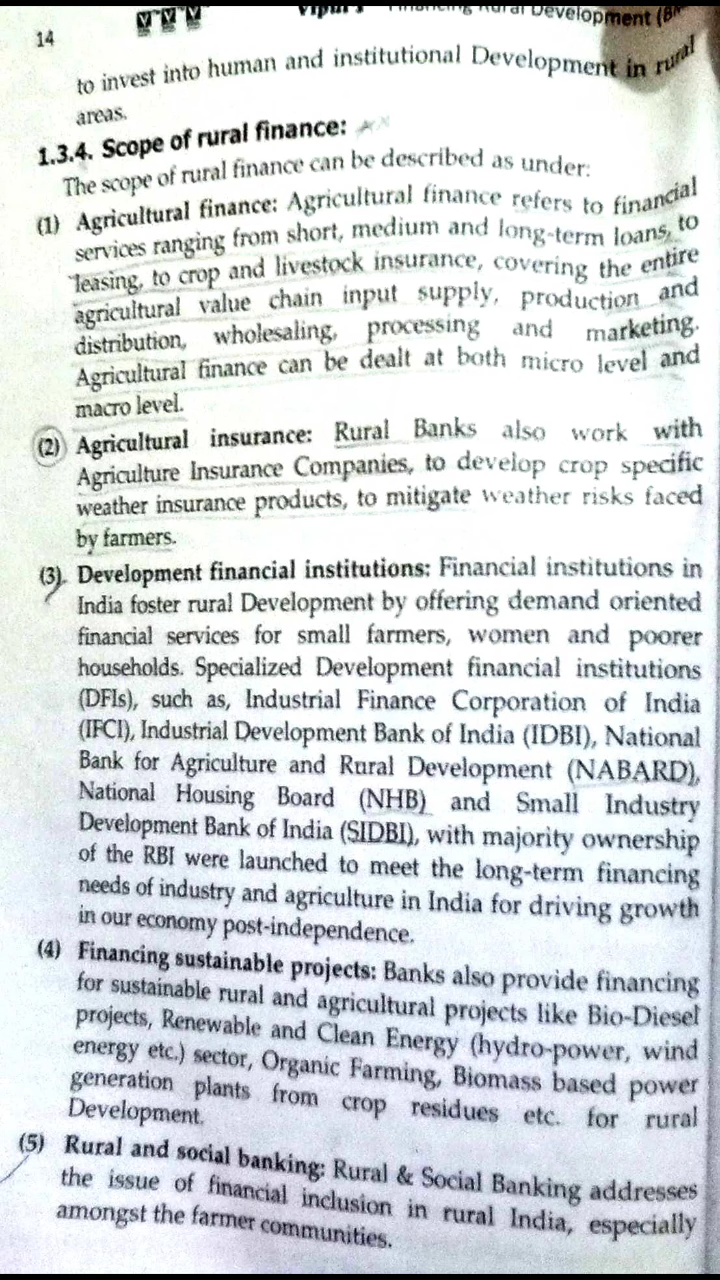 14
Vipul's Financing Rural Development (BM
to invest into human and institutional Development in rural
areas.
1.3.4. Scope of rural finance:
The scope of rural finance can be described as under:
(1) Agricultural finance: Agricultural finance refers to financial
services ranging from short, medium and long-term loans, to
leasing, to crop and livestock insurance, covering the entire
agricultural value chain input supply, production and
distribution, wholesaling, processing and marketing.
Agricultural finance can be dealt at both micro level and
macro level.
(2) Agricultural insurance: Rural Banks also work with
Agriculture Insurance Companies, to develop crop specific
weather insurance products, to mitigate weather risks faced
by farmers.
(3). Development financial institutions: Financial institutions in
India foster rural Development by offering demand oriented
financial services for small farmers, women and poorer
households. Specialized Development financial institutions
(DFIs), such as, Industrial Finance Corporation of India
(IFCI), Industrial Development Bank of India (IDBI), National
Bank for Agriculture and Rural Development (NABARD),
National Housing Board (NHB) and Small Industry
Development Bank of India (SIDBI), with majority ownership
of the RBI were launched to meet the long-term financing
needs of industry and agriculture in India for driving growth
in our economy post-independence.
(4) Financing sustainable projects: Banks also provide financing
for sustainable rural and agricultural projects like Bio-Diesel
projects, Renewable and Clean Energy (hydro-power, wind
energy etc.) sector, Organic Farming, Biomass based power
generation plants from crop residues etc. for rural
Development.
(5) Rural and social banking: Rural & Social Banking addresses
the issue of financial inclusion in rural India, especially
amongst the farmer communities.